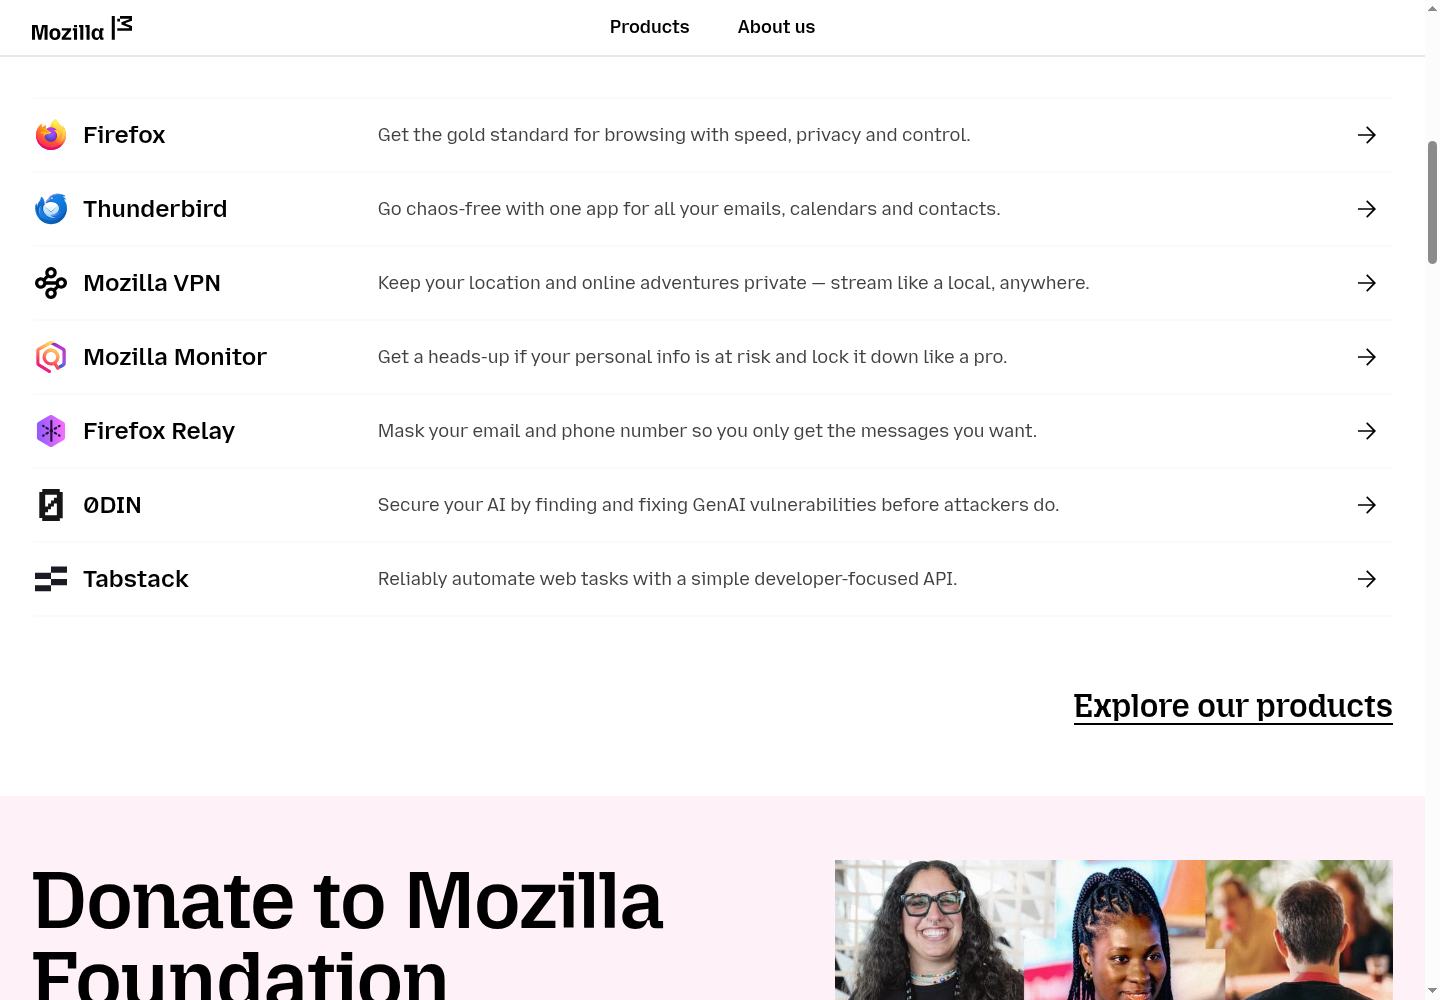 Mozilla
Products
About us
Firefox
Get the gold standard for browsing with speed, privacy and control.
Thunderbird
Go chaos-free with one app for all your emails, calendars and contacts.
Mozilla VPN
Keep your location and online adventures private — stream like a local, anywhere.
Mozilla Monitor
Get a heads-up if your personal info is at risk and lock it down like a pro.
Firefox Relay
Mask your email and phone number so you only get the messages you want.
0DIN
Secure your AI by finding and fixing GenAI vulnerabilities before attackers do.
Tabstack
Reliably automate web tasks with a simple developer-focused API.
Explore our products
Donate to Mozilla
Foundation